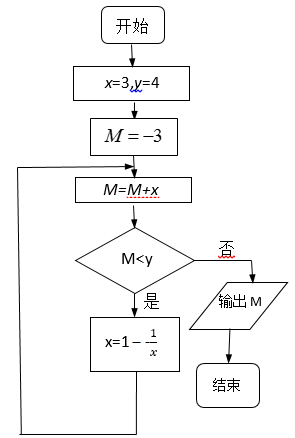 开始
x=3,y=4
M = −3
M=M+x
M<y
否
是
输出 M
x=1 − 1/x
结束